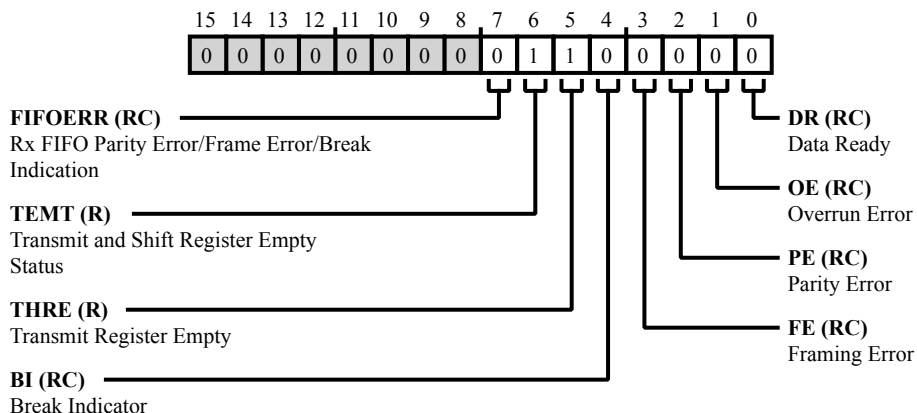 15 14 13 12 11 10 9 8 7 6 5 4 3 2 1 0
0 0 0 0 0 0 0 0 0 1 1 0 0 0 0 0
FIFOERR (RC)
Rx FIFO Parity Error/Frame Error/Break
Indication
TEMT (R)
Transmit and Shift Register Empty
Status
THRE (R)
Transmit Register Empty
BI (RC)
Break Indicator
DR (RC)
Data Ready
OE (RC)
Overrun Error
PE (RC)
Parity Error
FE (RC)
Framing Error